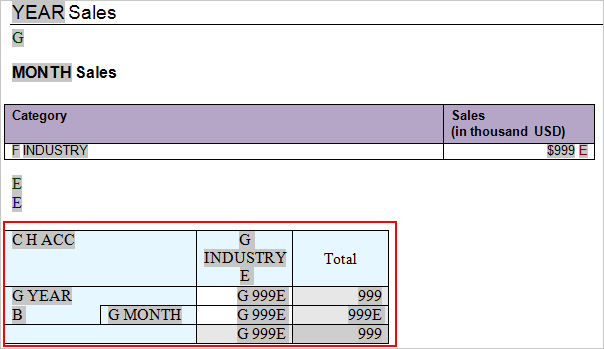 YEAR Sales
G
MONTH Sales
Category Sales
(in thousand USD)
F INDUSTRY $999 E
E
E
C H ACC G
INDUSTRY
E Total
G YEAR G 999E 999
B G MONTH G 999E 999E
G 999E 999